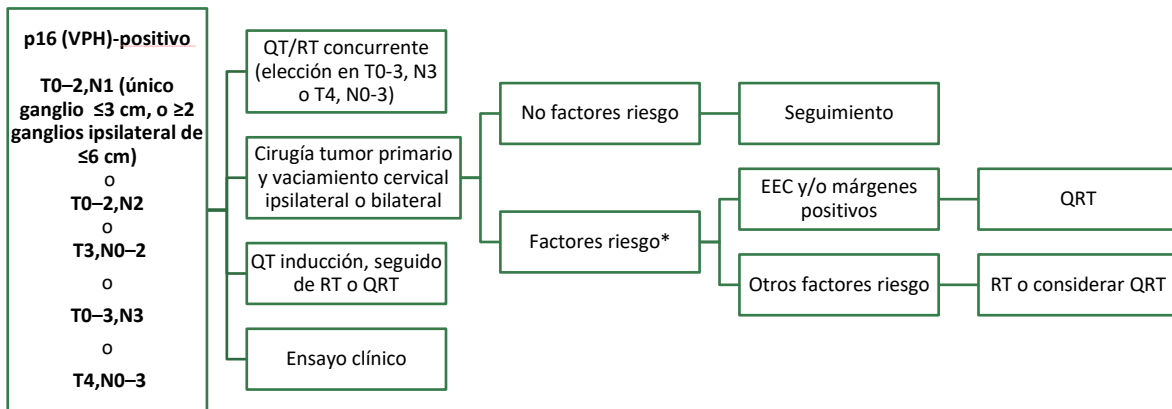 p16 (VPH)-positivo
T0–2,N1 (único
ganglio ≤3 cm, o ≥2
ganglios ipsilateral de
≤6 cm)
o
T0–2,N2
o
T3,N0–2
o
T0–3,N3
o
T4,N0–3
QT/RT concurrente
(elección en T0-3, N3
o T4, N0-3)
Cirugía tumor primario
y vaciamiento cervical
ipsilateral o bilateral
QT inducción, seguido
de RT o QRT
Ensayo clínico
No factores riesgo
Seguimiento
Factores riesgo*
EEC y/o márgenes
positivos
QRT
Otros factores riesgo
RT o considerar QRT